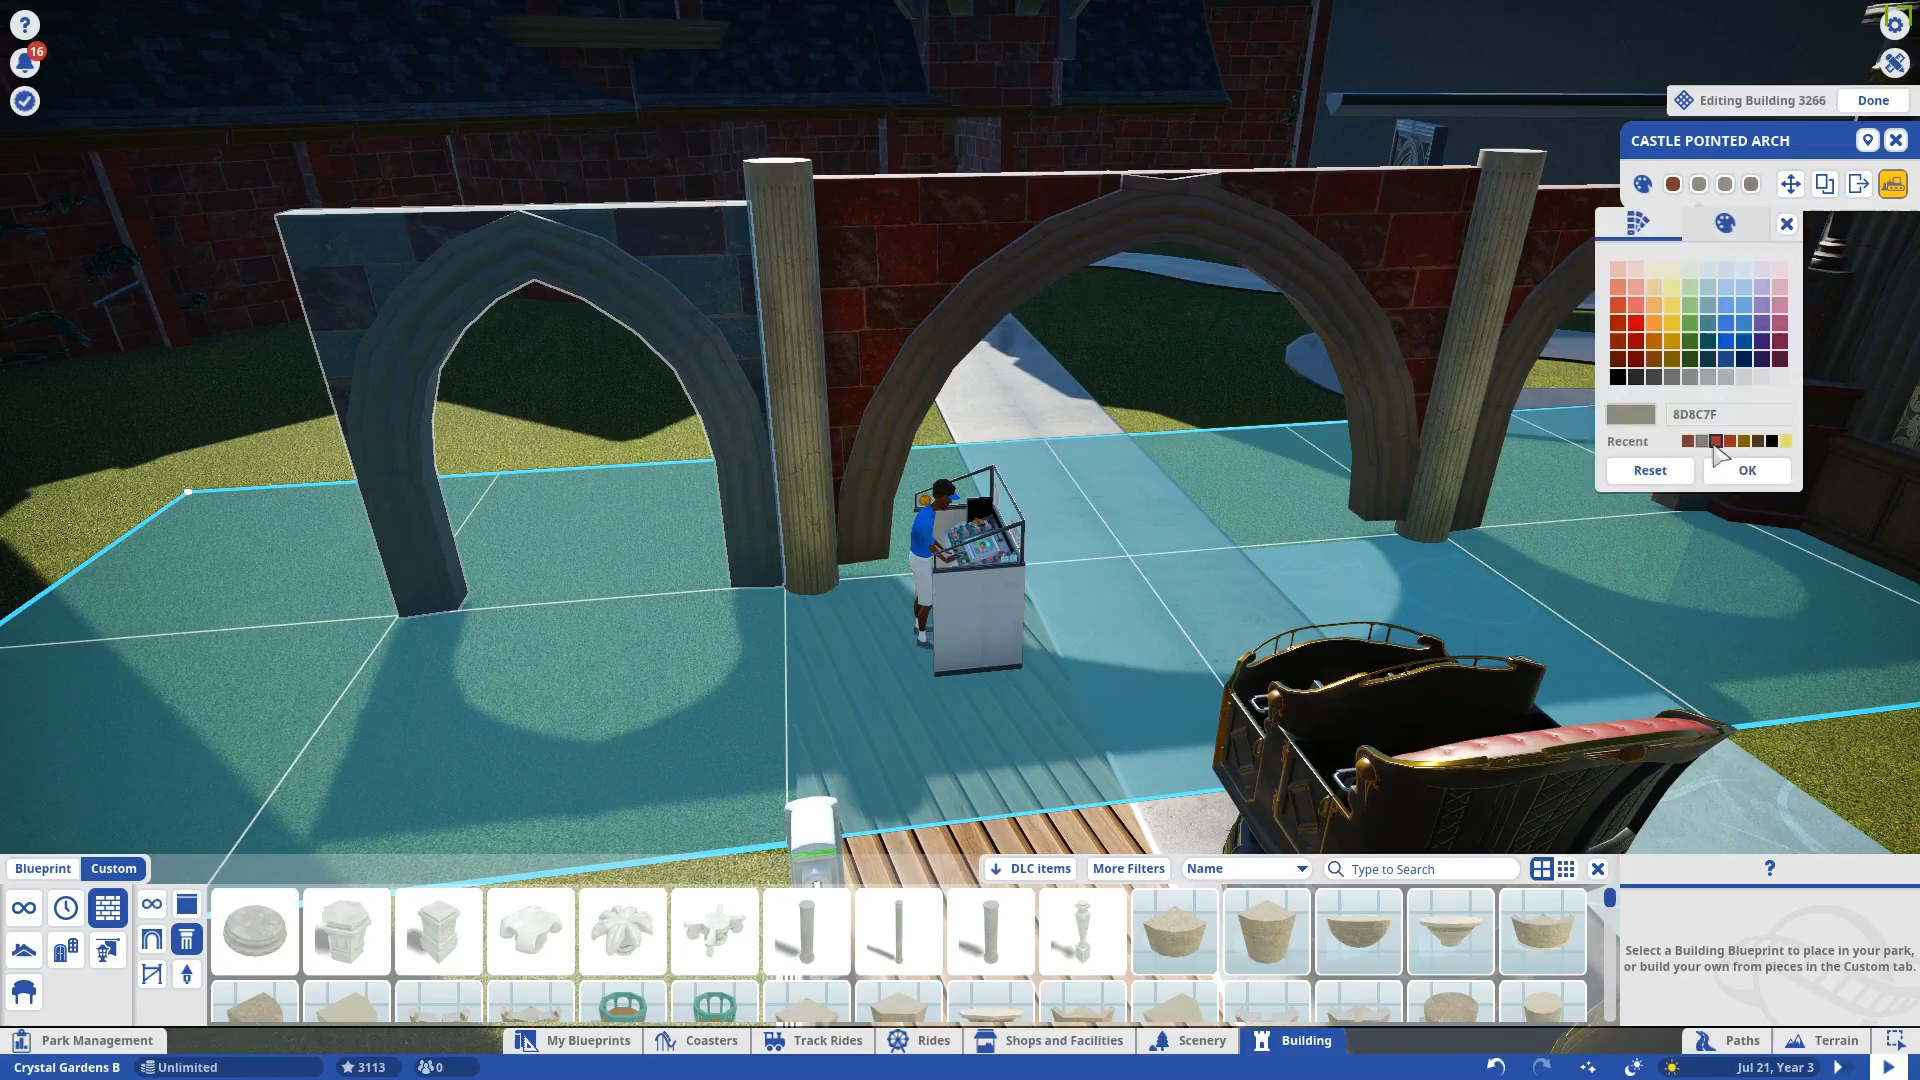 ?
16
Editing Building 3266
Done
CASTLE POINTED ARCH
8D8C7F
Recent
Reset
OK
Blueprint
Custom
DLC items
More Filters
Name
Type to Search
?
Select a Building Blueprint to place in your park,
or build your own from pieces in the Custom tab.
Park Management
My Blueprints
Coasters
Track Rides
Rides
Shops and Facilities
Scenery
Building
Paths
Terrain
Crystal Gardens B
Unlimited
3113
0
Jul 21, Year 3